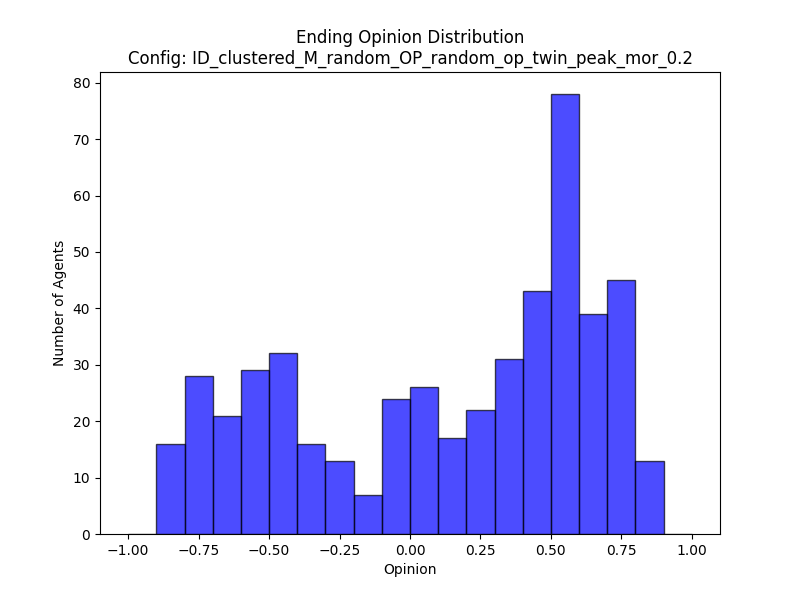 Ending Opinion Distribution
Config: ID_clustered_M_random_OP_random_op_twin_peak_mor_0.2
80
70
60
50
40
30
20
10
0
Number of Agents
−1.00 −0.75 −0.50 −0.25 0.00 0.25 0.50 0.75 1.00
Opinion